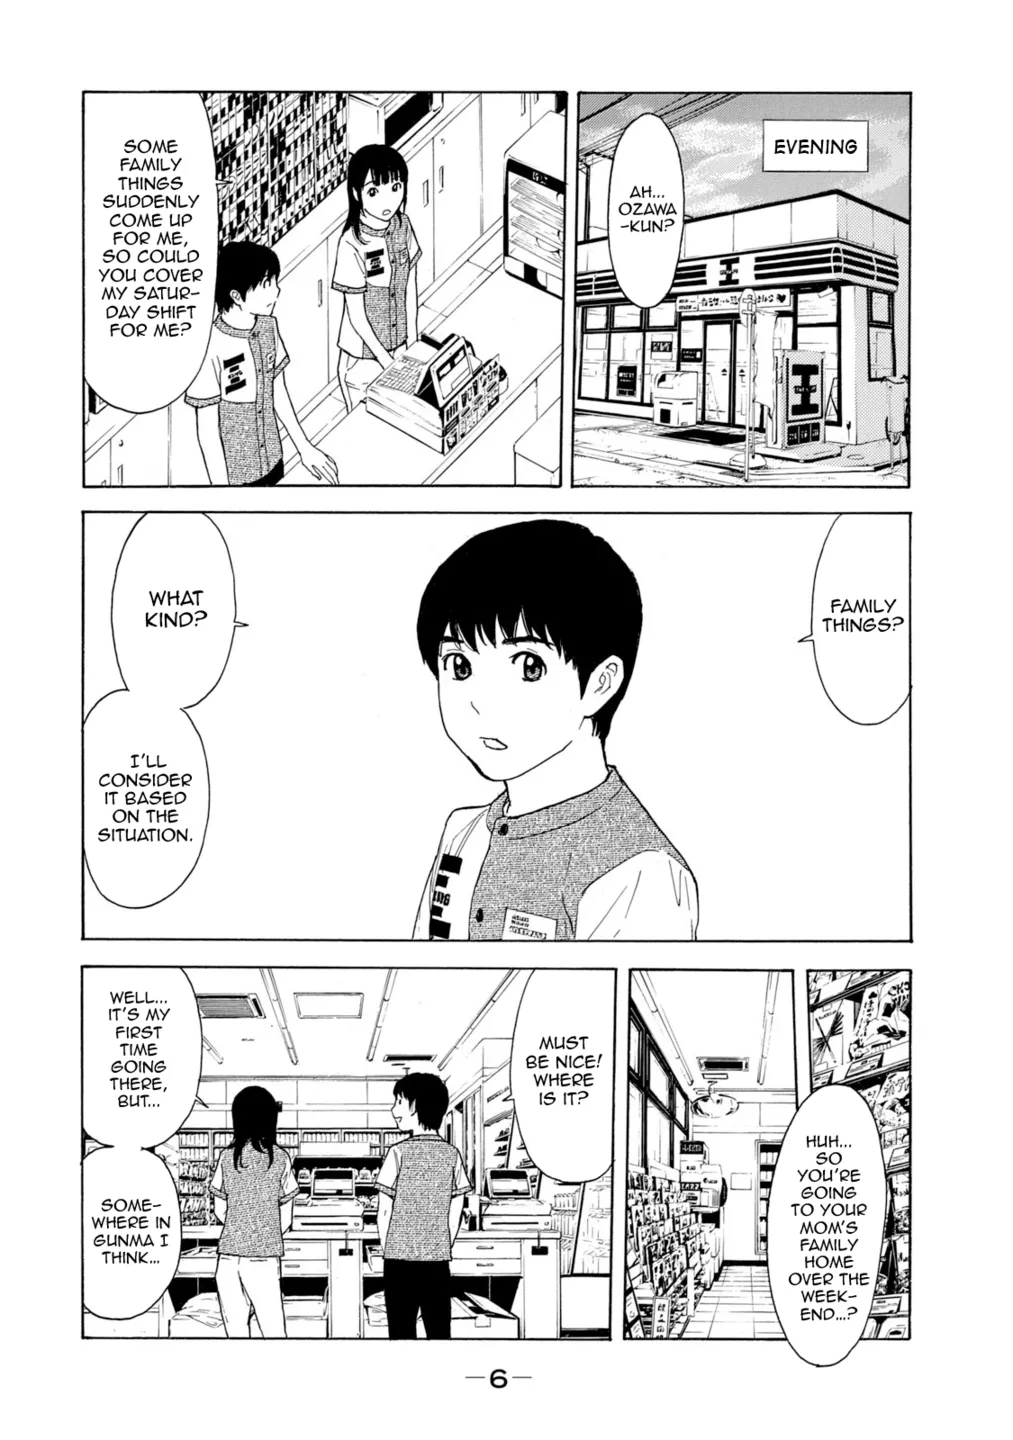 EVENING
AH...
OZAWA
-KUN?
SOME
FAMILY
THINGS
SUDDENLY
COME UP
FOR ME,
SO COULD
YOU COVER
MY SATUR-
DAY SHIFT
FOR ME?
FAMILY
THINGS?
WHAT
KIND?
I'LL
CONSIDER
IT BASED
ON THE
SITUATION.
HUH...
SO
YOU'RE
GOING
TO YOUR
MOM'S
FAMILY
HOME
OVER THE
WEEK-
END...?
MUST
BE NICE!
WHERE
IS IT?
WELL...
IT'S MY
FIRST
TIME
GOING
THERE,
BUT...
SOME-
WHERE IN
GUNMA I
THINK...
—6—